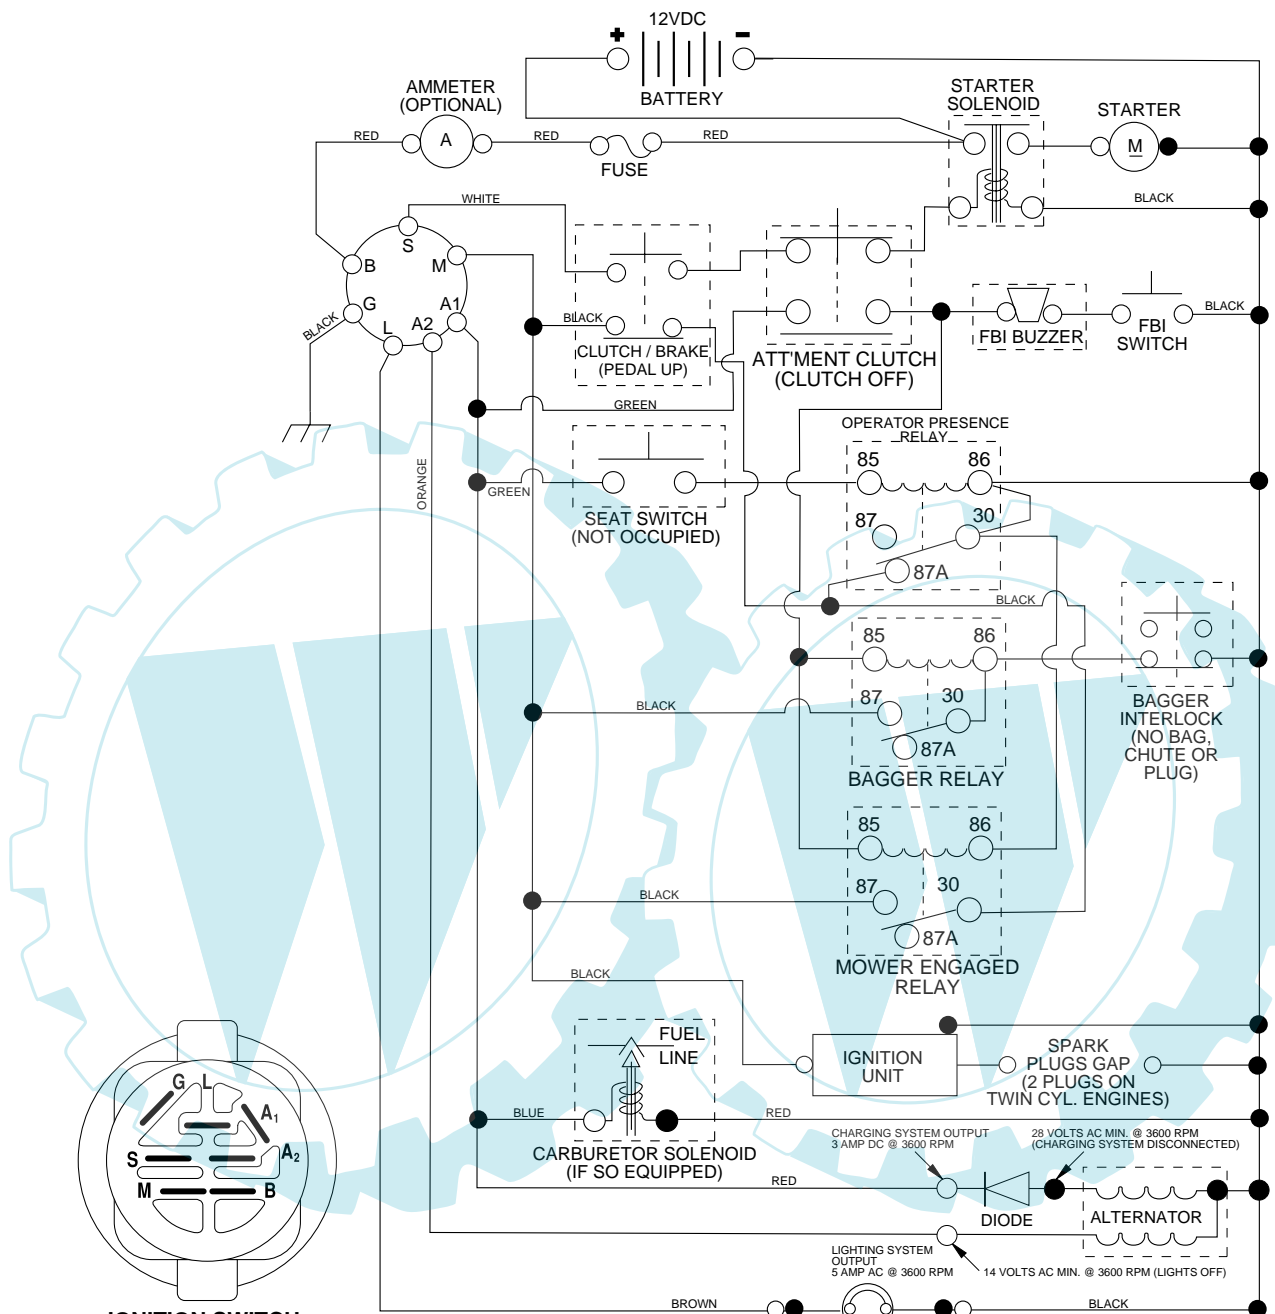 12VDC
+
-
BATTERY
AMMETER
(OPTIONAL)
STARTER
SOLENOID
STARTER
RED
A
RED
RED
M
FUSE
WHITE
BLACK
S
B
M
G
A1
L
A2
BLACK
BLACK
CLUTCH / BRAKE
(PEDAL UP)
ATT'MENT CLUTCH
(CLUTCH OFF)
FBI BUZZER
FBI
SWITCH
BLACK
GREEN
OPERATOR PRESENCE
RELAY
ORANGE
GREEN
85
86
SEAT SWITCH
(NOT OCCUPIED)
87
30
87A
BLACK
85
86
BLACK
87
30
87A
BAGGER RELAY
BAGGER
INTERLOCK
(NO BAG,
CHUTE OR
PLUG)
85
86
BLACK
87
30
87A
MOWER ENGAGED
RELAY
BLACK
FUEL
LINE
IGNITION
UNIT
SPARK
PLUGS GAP
(2 PLUGS ON
TWIN CYL. ENGINES)
BLUE
RED
CARBURETOR SOLENOID
(IF SO EQUIPPED)
CHARGING SYSTEM OUTPUT
3 AMP DC @ 3600 RPM
28 VOLTS AC MIN. @ 3600 RPM
(CHARGING SYSTEM DISCONNECTED)
RED
DIODE
ALTERNATOR
LIGHTING SYSTEM
OUTPUT
5 AMP AC @ 3600 RPM
14 VOLTS AC MIN. @ 3600 RPM (LIGHTS OFF)
BROWN
BLACK
G
L
A1
S
A2
M
B
IGNITION SWITCH